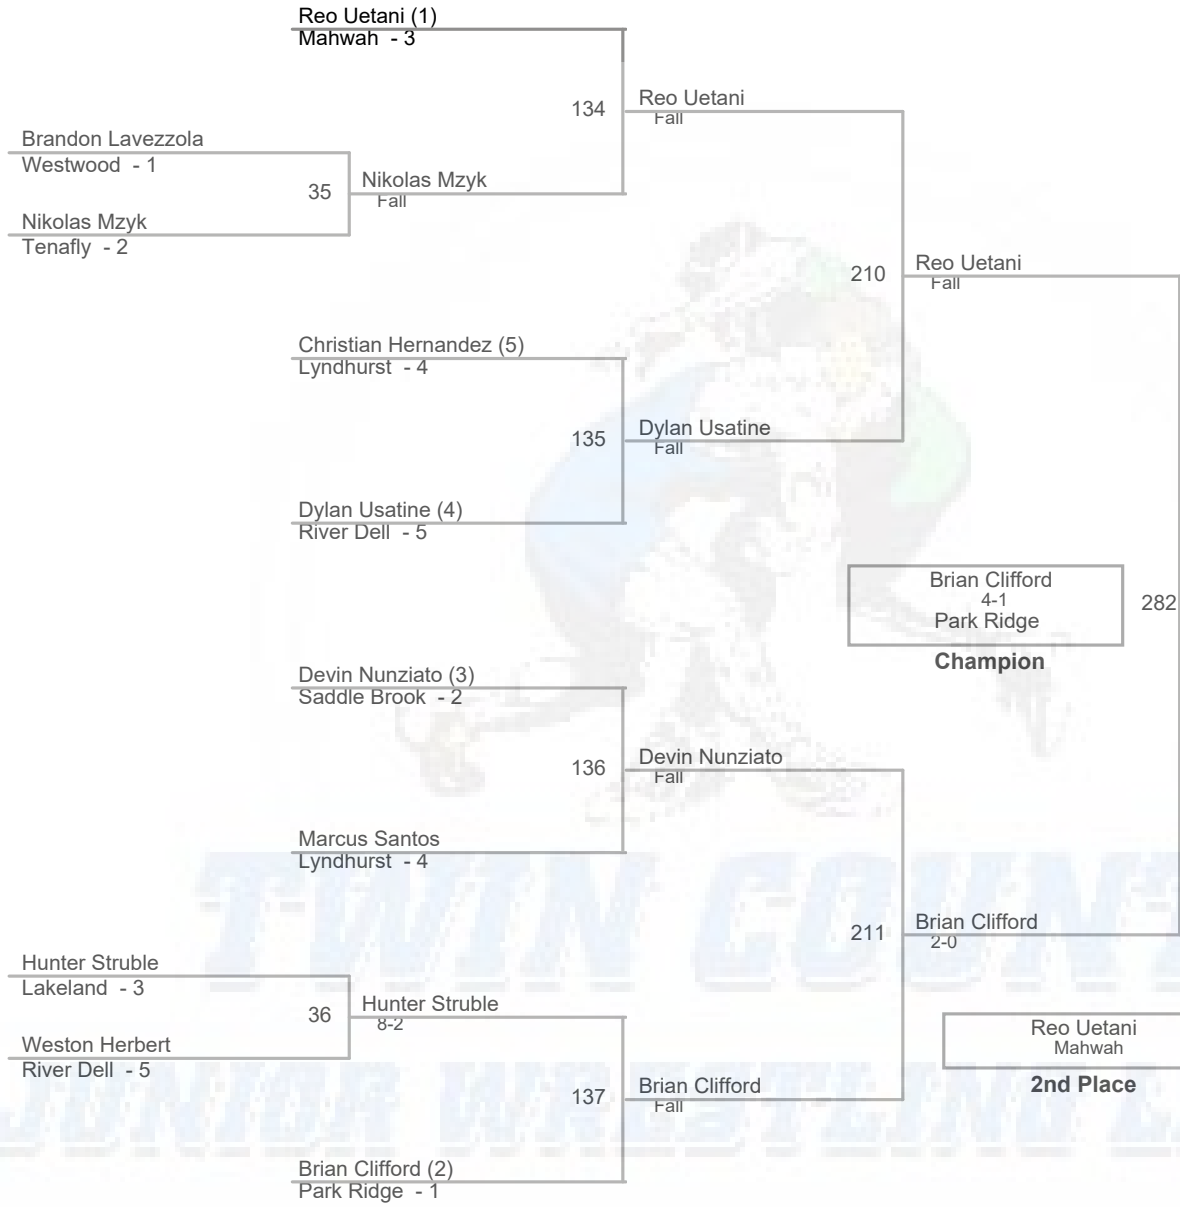 Reo Uetani (1)
Mahwah - 3
134
Reo Uetani
Fall
Brandon Lavezzola
Westwood - 1
35
Nikolas Mzyk
Fall
Nikolas Mzyk
Tenafly - 2
210
Reo Uetani
Fall
Christian Hernandez (5)
Lyndhurst - 4
135
Dylan Usatine
Fall
Dylan Usatine (4)
River Dell - 5
Brian Clifford
4-1
Park Ridge
282
Champion
Devin Nunziato (3)
Saddle Brook - 2
136
Devin Nunziato
Fall
Marcus Santos
Lyndhurst - 4
TWIN COUNT
211
Brian Clifford
2-0
Hunter Struble
Lakeland - 3
36
Hunter Struble
8-2
Weston Herbert
River Dell - 5
Reo Uetani
Mahwah
2nd Place
137
Brian Clifford
Fall
JUNIOR WRESTLING
Brian Clifford (2)
Park Ridge - 1